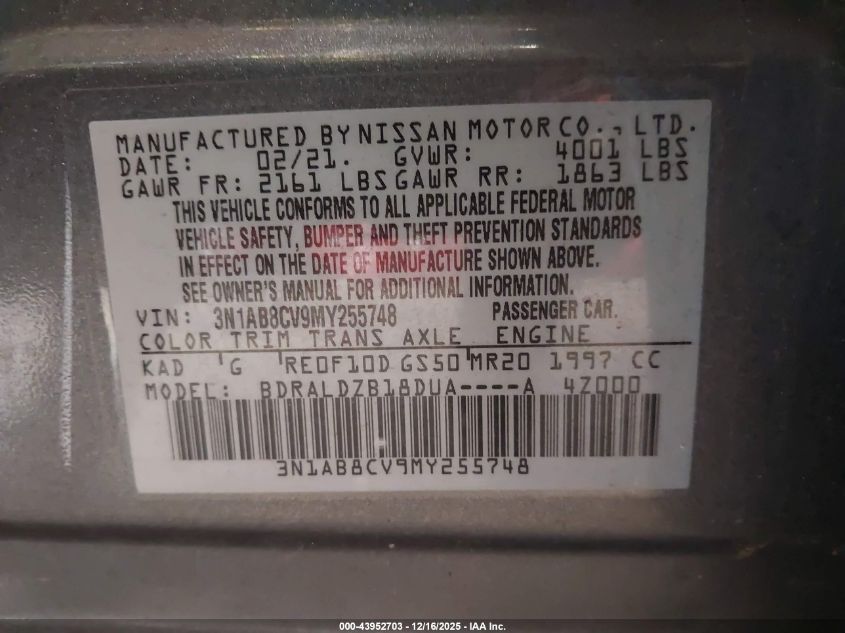 MANUFACTURED BY NISSAN MOTOR CO., LTD.
DATE: 02/21. GVWR: 4001 LBS
GAWR FR: 2161 LBS GAWR RR: 1863 LBS
THIS VEHICLE CONFORMS TO ALL APPLICABLE FEDERAL MOTOR
VEHICLE SAFETY, BUMPER AND THEFT PREVENTION STANDARDS
IN EFFECT ON THE DATE OF MANUFACTURE SHOWN ABOVE.
SEE OWNER'S MANUAL FOR ADDITIONAL INFORMATION.
VIN: 3N1AB8CV9MY255748 PASSENGER CAR.
COLOR TRIM TRANS AXLE ENGINE
KAD G RE0F10D GS50 MR20 1997 CC
MODEL: BDRALDZB18DUA----A 4Z000
3N1AB8CV9MY255748
000-43952703 - 12/16/2025 - IAA Inc.